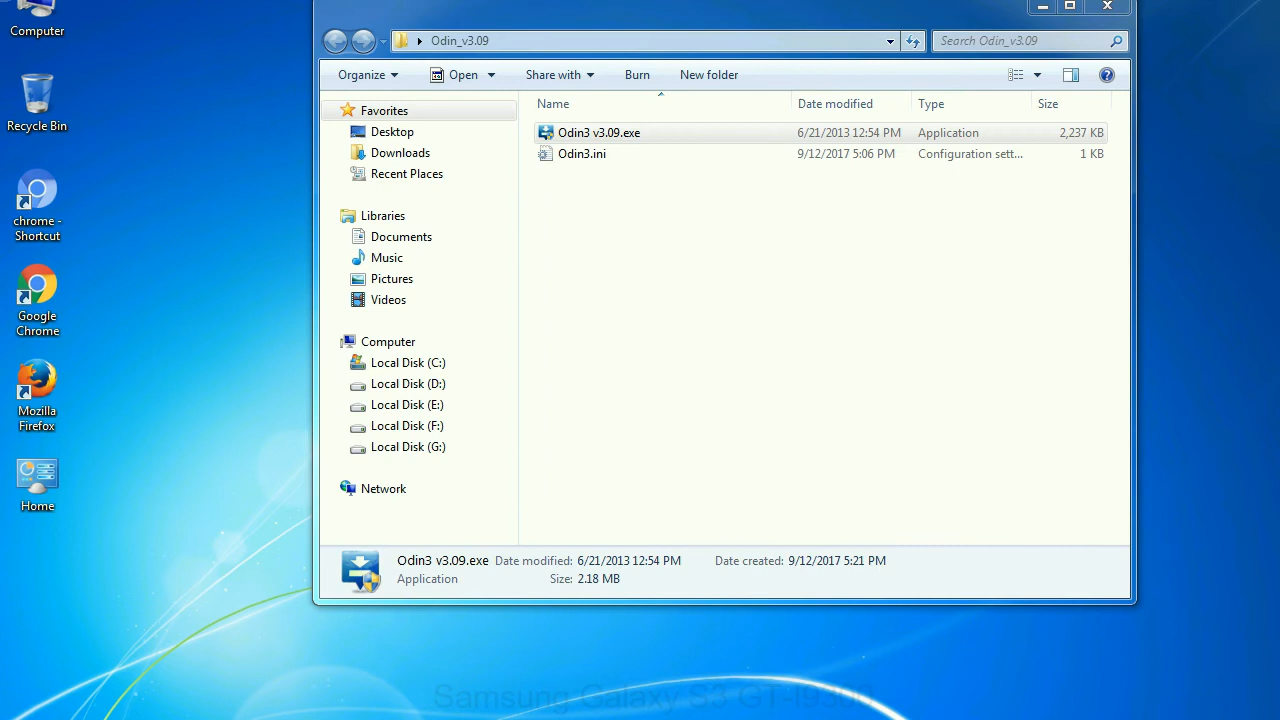 Computer
Recycle Bin
chrome -
Shortcut
Google
Chrome
Mozilla
Firefox
Home
Odin_v3.09
Search Odin_v3.09
Organize Open Share with Burn New folder
Name Date modified Type Size
Odin3 v3.09.exe 6/21/2013 12:54 PM Application 2,237 KB
Odin3.ini 9/12/2017 5:06 PM Configuration sett... 1 KB
Favorites
Desktop
Downloads
Recent Places
Libraries
Documents
Music
Pictures
Videos
Computer
Local Disk (C:)
Local Disk (D:)
Local Disk (E:)
Local Disk (F:)
Local Disk (G:)
Network
Odin3 v3.09.exe Date modified: 6/21/2013 12:54 PM Date created: 9/12/2017 5:21 PM
Application Size: 2.18 MB
Samsung Galaxy S3